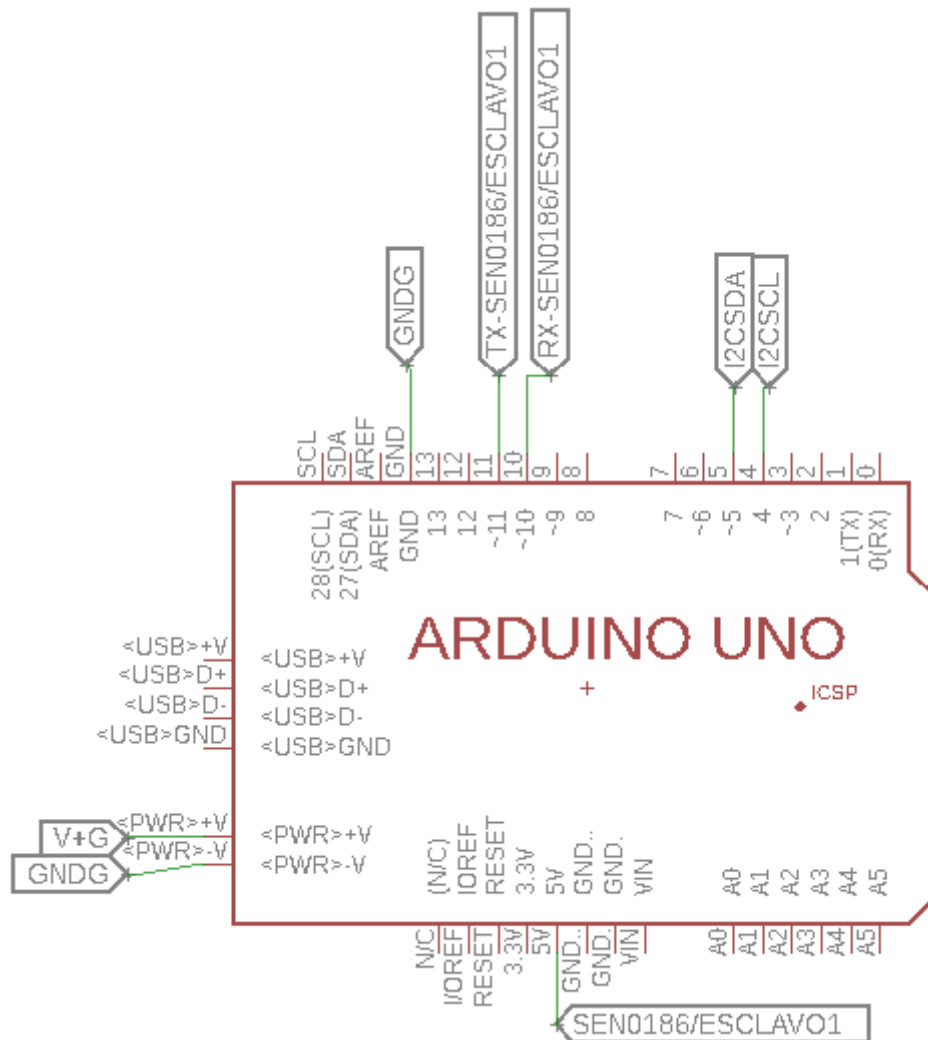 GNDG
TX-SEN0186/ESCLAVO1
RX-SEN0186/ESCLAVO1
I2CSDA
I2CSCL
SCL
SDA
AREF
GND
13
12
11
10
9
8
7
6
5
4
3
2
1
0
28(SCL)
27(SDA)
AREF
GND
13
12
~11
~10
~9
8
7
~6
~5
4
~3
2
1(TX)
0(RX)
ARDUINO UNO
ICSP
<USB>+V
<USB>+V
<USB>D+
<USB>D+
<USB>D-
<USB>D-
<USB>GND
<USB>GND
V+G
<PWR>+V
<PWR>+V
GNDG
<PWR>-V
<PWR>-V
(N/C)
IOREF
RESET
3.3V
5V
GND..
GND.
VIN
A0
A1
A2
A3
A4
A5
N/C
I/OREF
RESET
3.3V
5V
GND..
GND.
VIN
A0
A1
A2
A3
A4
A5
SEN0186/ESCLAVO1